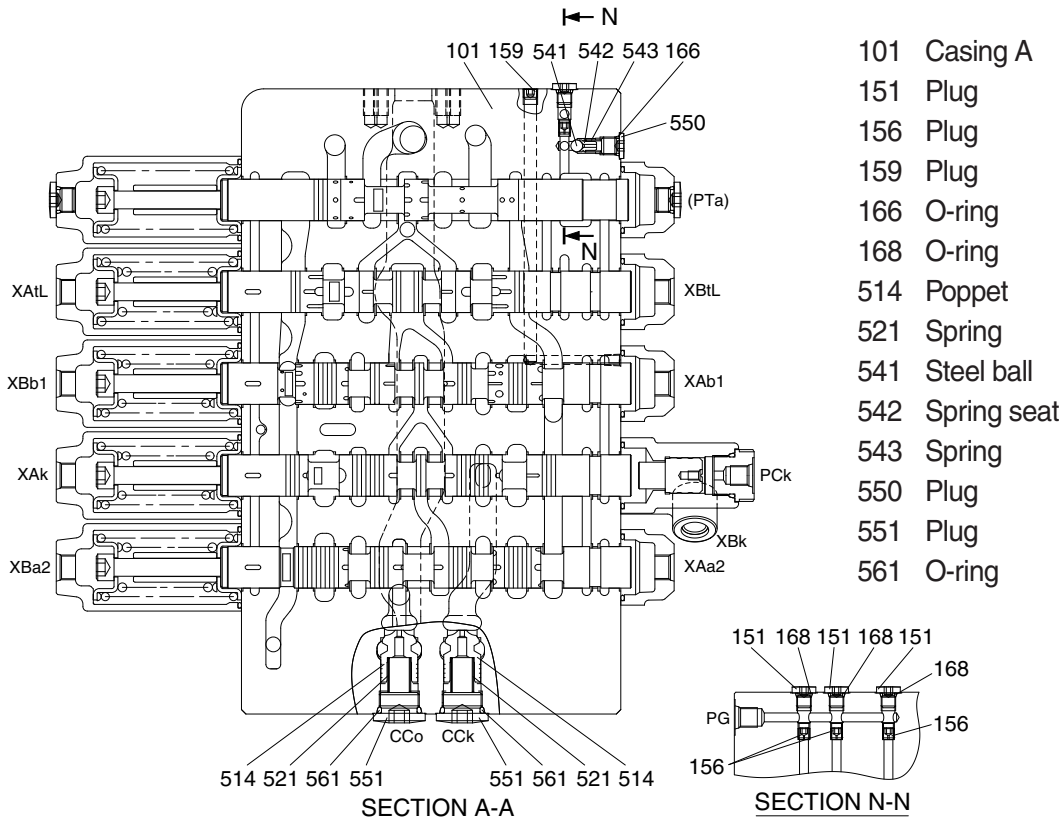 N
101 159 541 542 543 166
550
(PTa)
N
XAtL XBtL
XBb1 XAb1
XAk PCk
XBk
XBa2 XAa2
CCo CCk
514 521 561 551 551 561 521 514
SECTION A-A
101 Casing A
151 Plug
156 Plug
159 Plug
166 O-ring
168 O-ring
514 Poppet
521 Spring
541 Steel ball
542 Spring seat
543 Spring
550 Plug
551 Plug
561 O-ring
151 168 151 168 151
168
PG
156
156
SECTION N-N